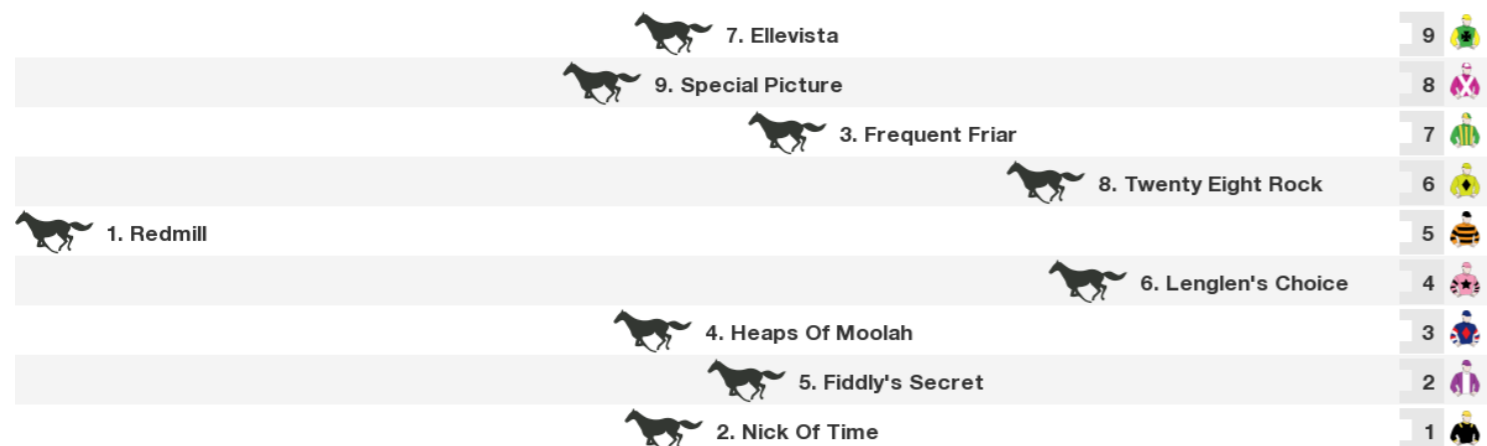 7. Ellevista 9
9. Special Picture 8
3. Frequent Friar 7
8. Twenty Eight Rock 6
1. Redmill 5
6. Lenglen's Choice 4
4. Heaps Of Moolah 3
5. Fiddly's Secret 2
2. Nick Of Time 1